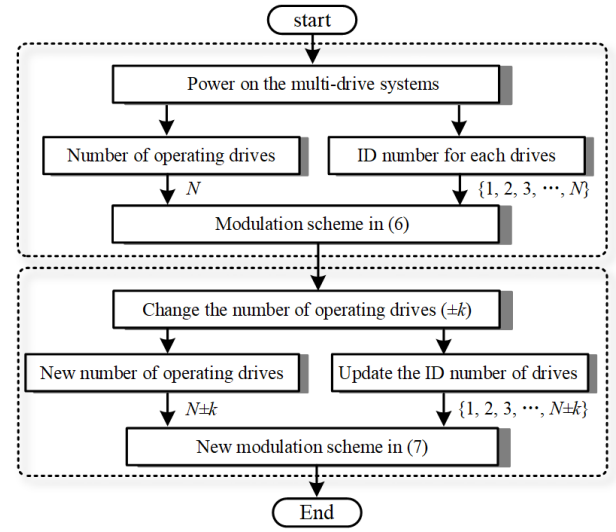 start
Power on the multi-drive systems
Number of operating drives
ID number for each drives
N
{1, 2, 3, ⋯, N}
Modulation scheme in (6)
Change the number of operating drives (±k)
New number of operating drives
Update the ID number of drives
N±k
{1, 2, 3, ⋯, N±k}
New modulation scheme in (7)
End